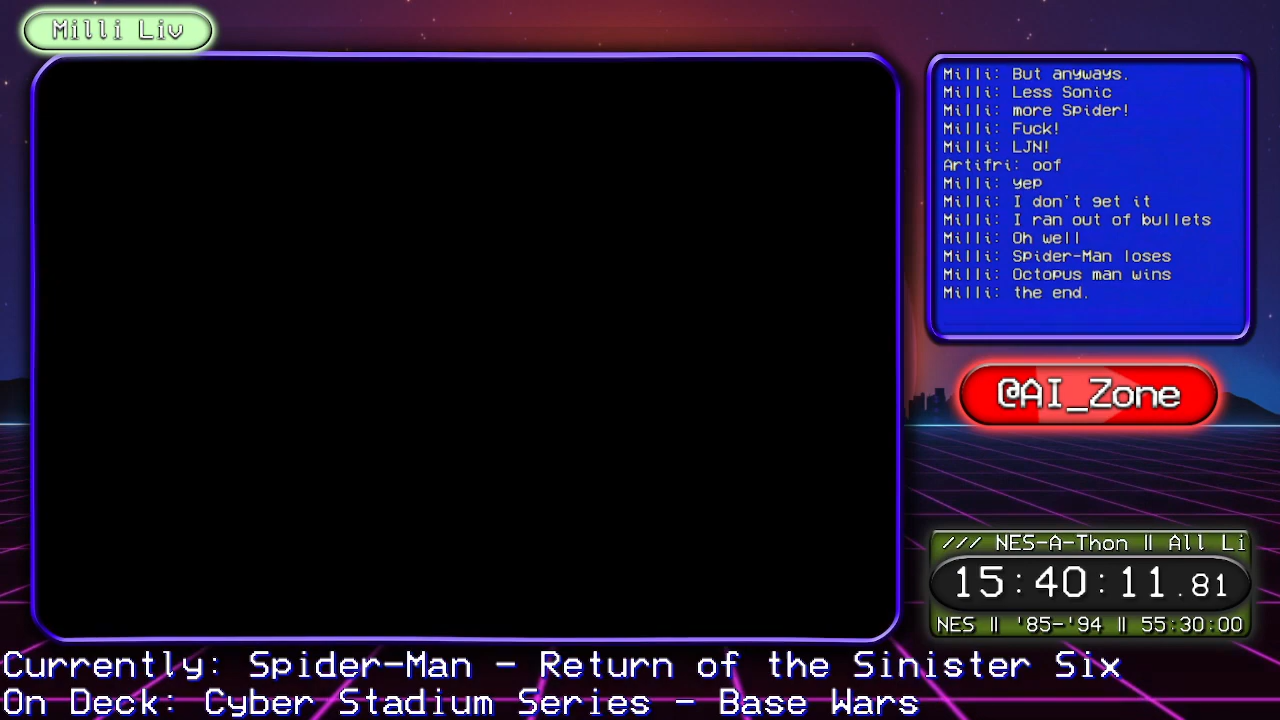 Milli Liv
Milli: But anyways.
Milli: Less Sonic
Milli: more Spider!
Milli: Fuck!
Milli: LJN!
Artifri: oof
Milli: yep
Milli: I don't get it
Milli: I ran out of bullets
Milli: Oh well
Milli: Spider-Man loses
Milli: Octopus man wins
Milli: the end.
@AI_Zone
/// NES-A-Thon || All Li
15:40:11.81
NES || '85-'94 || 55:30:00
Currently: Spider-Man - Return of the Sinister Six
On Deck: Cyber Stadium Series - Base Wars